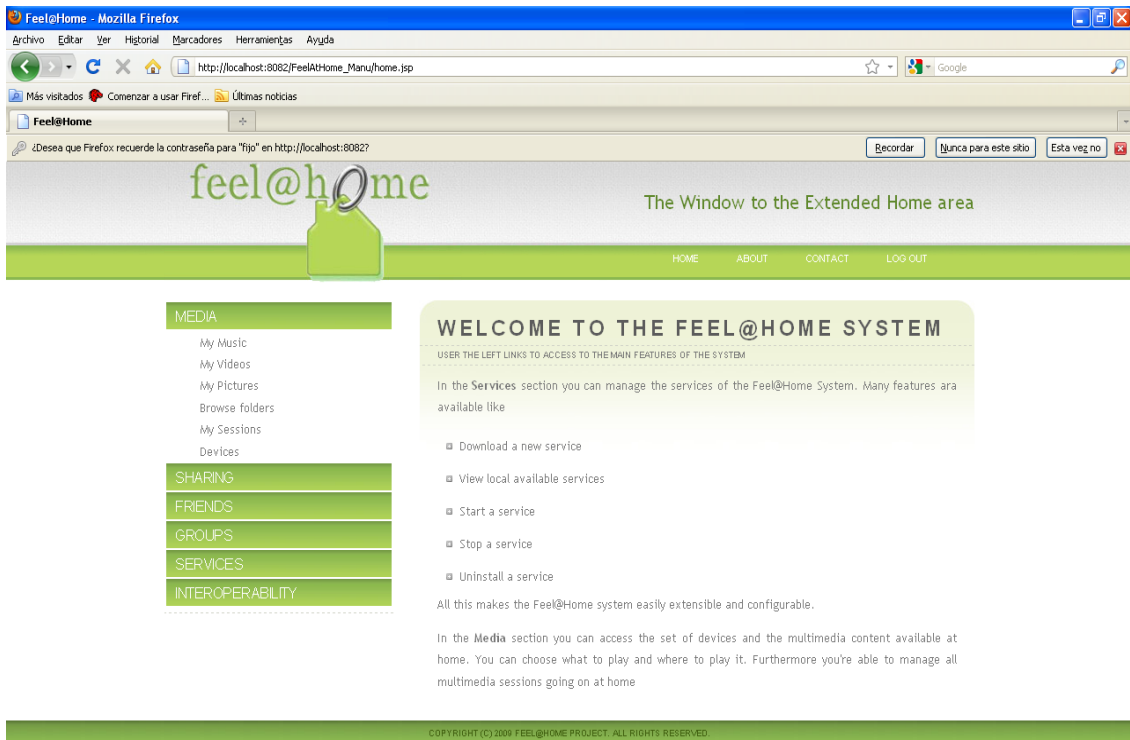 Feel@Home - Mozilla Firefox
Archivo Editar Ver Historial Marcadores Herramientas Ayuda
http://localhost:8082/FeelAtHome_Manu/home.jsp
Google
Más visitados Comenzar a usar Firef... Últimas noticias
Feel@Home
¿Desea que Firefox recuerde la contraseña para "fijo" en http://localhost:8082? Recordar Nunca para este sitio Esta vez no
feel@home
The Window to the Extended Home area
HOME ABOUT CONTACT LOG OUT
MEDIA
My Music
My Videos
My Pictures
Browse folders
My Sessions
Devices
SHARING
FRIENDS
GROUPS
SERVICES
INTEROPERABILITY
WELCOME TO THE FEEL@HOME SYSTEM
USER THE LEFT LINKS TO ACCESS TO THE MAIN FEATURES OF THE SYSTEM
In the Services section you can manage the services of the Feel@Home System. Many features ara
available like
Download a new service
View local available services
Start a service
Stop a service
Uninstall a service
All this makes the Feel@Home system easily extensible and configurable.
In the Media section you can access the set of devices and the multimedia content available at
home. You can choose what to play and where to play it. Furthermore you're able to manage all
multimedia sessions going on at home
COPYRIGHT (C) 2009 FEEL@HOME PROJECT. ALL RIGHTS RESERVED.